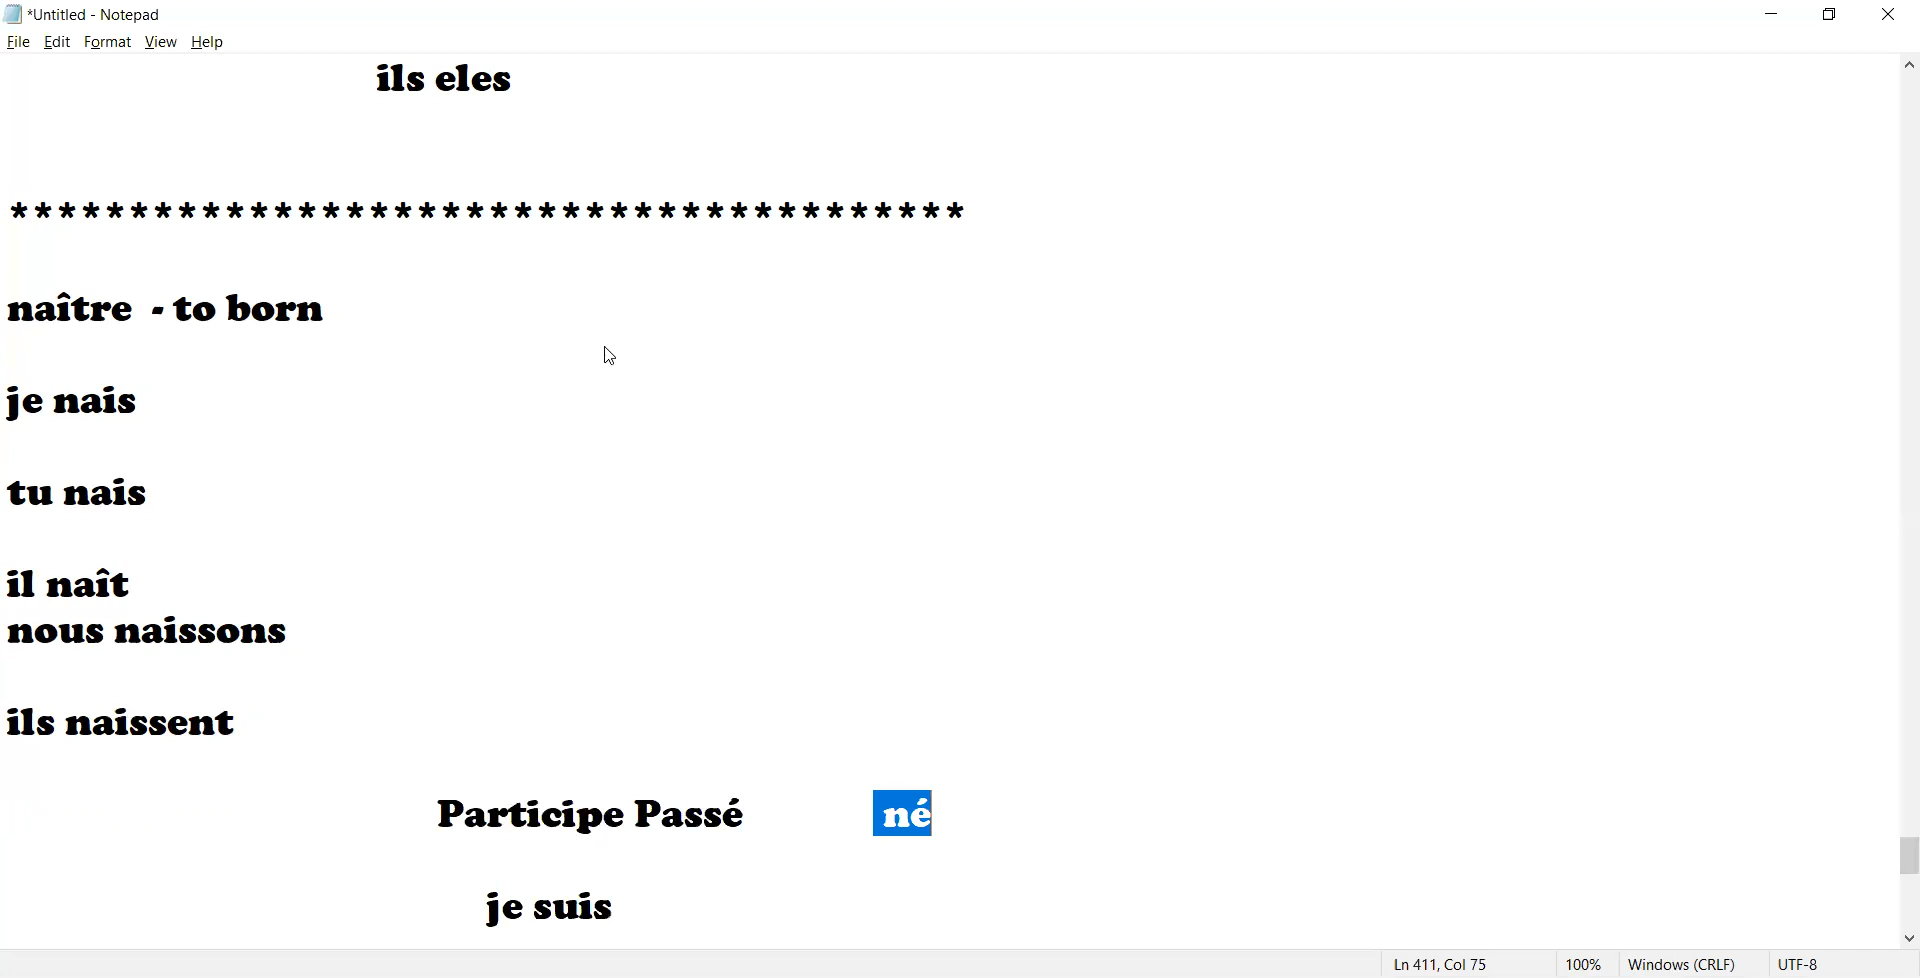 *Untitled - Notepad
File Edit Format View Help
ils eles
****************************************
naître - to born
je nais
tu nais
il naît
nous naissons
ils naissent
Participe Passé né
je suis
Ln 411, Col 75 100% Windows (CRLF) UTF-8